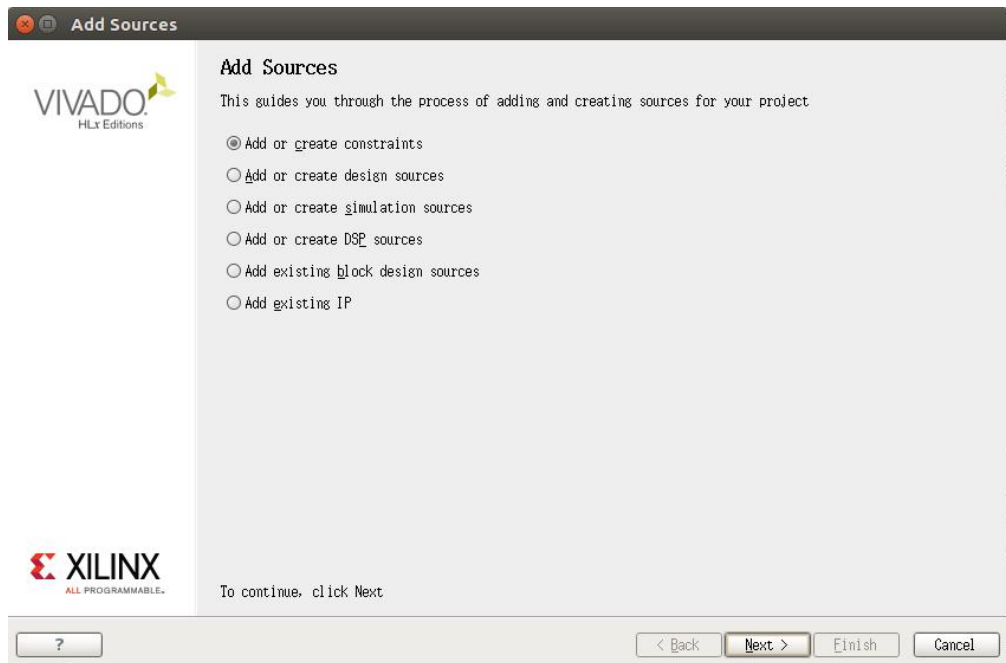 Add Sources
VIVADO.
HLx Editions
Add Sources
This guides you through the process of adding and creating sources for your project
Add or create constraints
Add or create design sources
Add or create simulation sources
Add or create DSP sources
Add existing block design sources
Add existing IP
XILINX
ALL PROGRAMMABLE.
To continue, click Next
?
< Back
Next >
Finish
Cancel